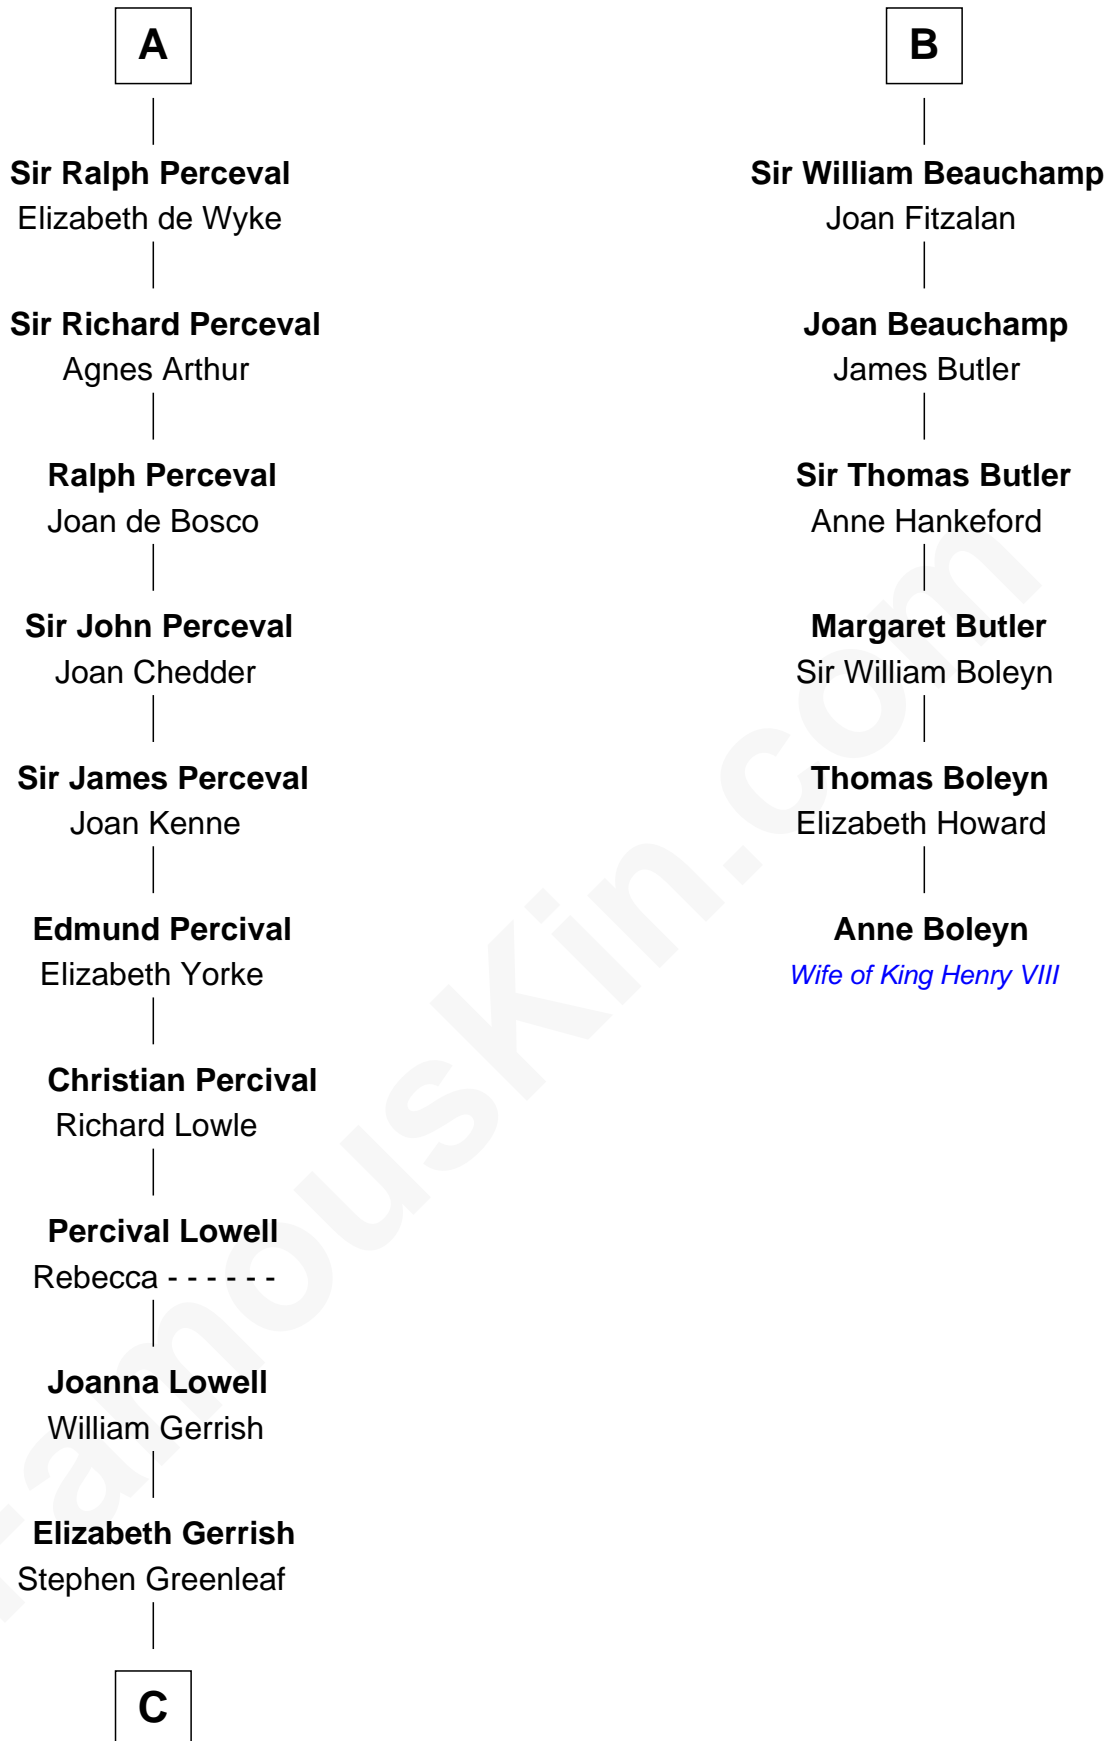 A
Sir Ralph Perceval
Elizabeth de Wyke
Sir Richard Perceval
Agnes Arthur
Ralph Perceval
Joan de Bosco
Sir John Perceval
Joan Chedder
Sir James Perceval
Joan Kenne
Edmund Percival
Elizabeth Yorke
Christian Percival
Richard Lowle
Percival Lowell
Rebecca - - - - - -
Joanna Lowell
William Gerrish
Elizabeth Gerrish
Stephen Greenleaf
C
B
Sir William Beauchamp
Joan Fitzalan
Joan Beauchamp
James Butler
Sir Thomas Butler
Anne Hankeford
Margaret Butler
Sir William Boleyn
Thomas Boleyn
Elizabeth Howard
Anne Boleyn
Wife of King Henry VIII
FamousKin.com